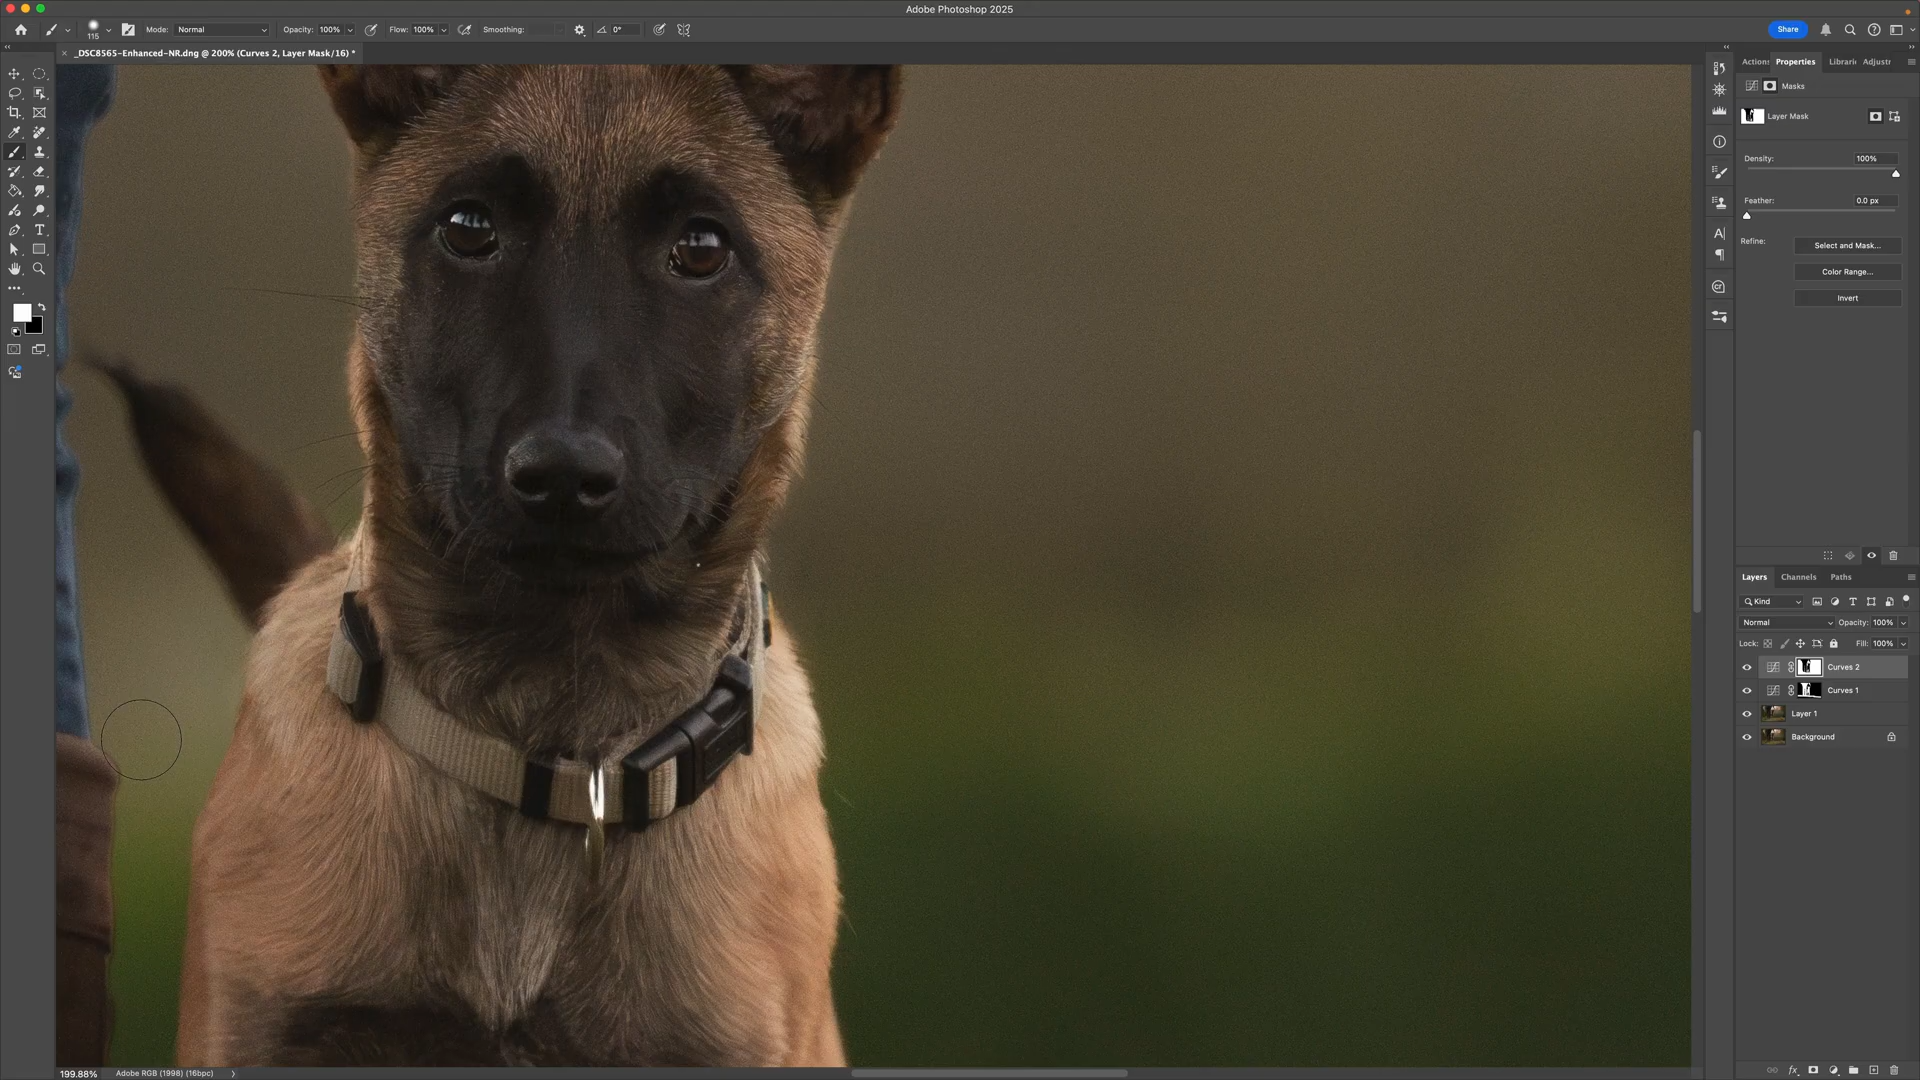 Adobe Photoshop 2025
115
Mode: Normal
Opacity: 100%
Flow: 100%
Smoothing:
0°
Share
_DSC8565-Enhanced-NR.dng @ 200% (Curves 2, Layer Mask/16) *
Actions Properties Librari Adjust
Masks
Layer Mask
Density: 100%
Feather: 0.0 px
Refine: Select and Mask...
Color Range...
Invert
Layers Channels Paths
Kind
Normal Opacity: 100%
Lock: Fill: 100%
Curves 2
Curves 1
Layer 1
Background
199.88% Adobe RGB (1998) (16bpc)